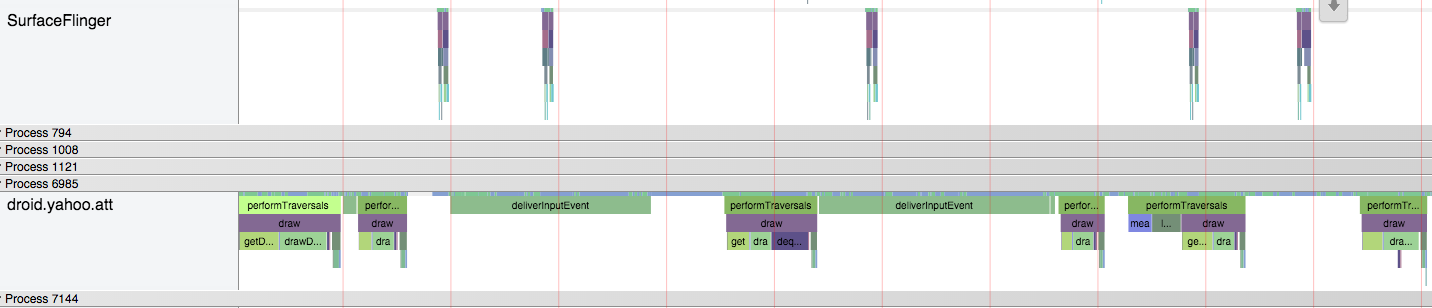 SurfaceFlinger
Process 794
Process 1008
Process 1121
Process 6985
droid.yahoo.att
performTraversals perfor... deliverInputEvent performTraversals deliverInputEvent perfor... performTraversals performTr...
draw draw draw draw mea l... draw draw
getD... drawD... dra get dra deq... dra ge... dra dra...
Process 7144